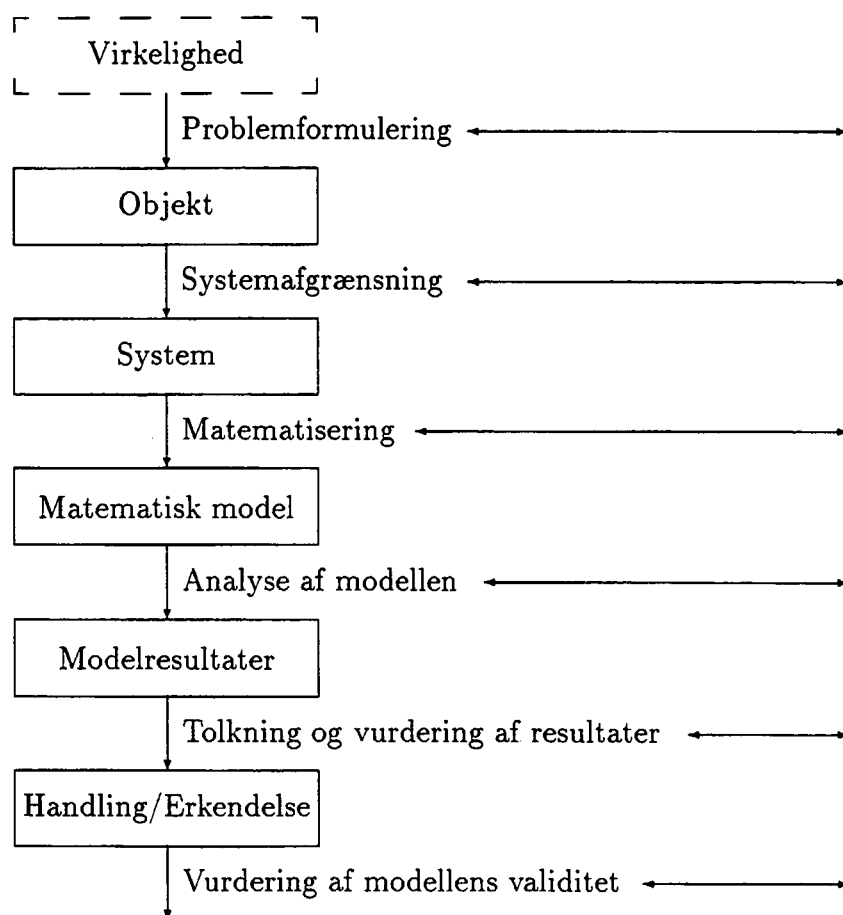 Virkelighed
Problemformulering
Objekt
Systemafgrænsning
System
Matematisering
Matematisk model
Analyse af modellen
Modelresultater
Tolkning og vurdering af resultater
Handling/Erkendelse
Vurdering af modellens validitet